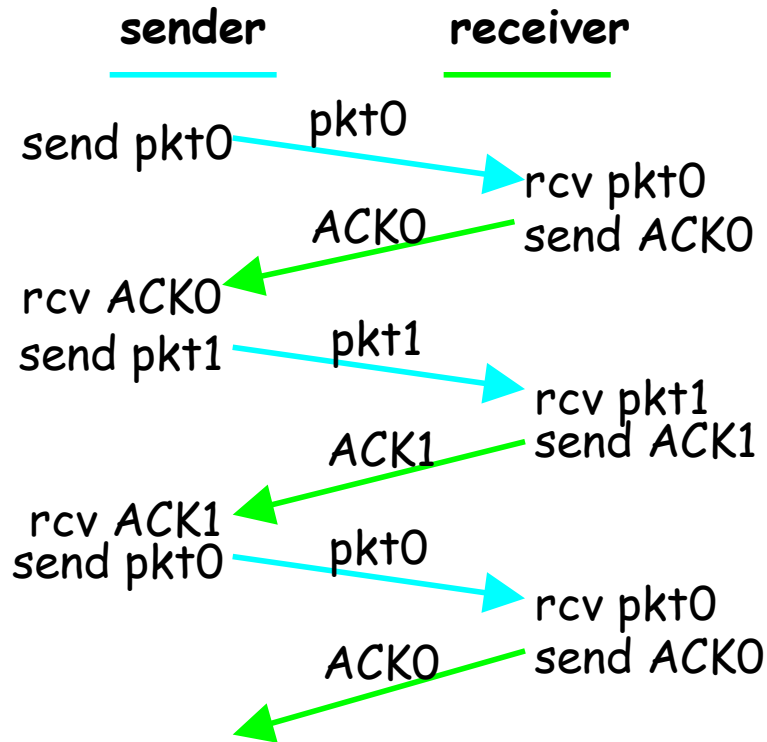 sender receiver
pkt0
send pkt0
rcv pkt0
ACK0 send ACK0
rcv ACK0
send pkt1 pkt1
rcv pkt1
ACK1 send ACK1
rcv ACK1
send pkt0 pkt0
rcv pkt0
ACK0 send ACK0